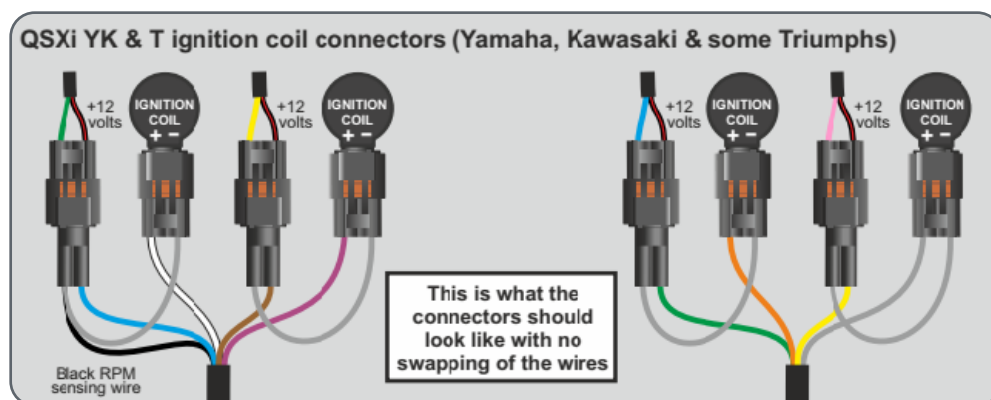 QSXi YK & T ignition coil connectors (Yamaha, Kawasaki & some Triumphs)
+12
volts
IGNITION
COIL
+ −
+12
volts
IGNITION
COIL
+ −
+12
volts
IGNITION
COIL
+ −
+12
volts
IGNITION
COIL
+ −
This is what the
connectors should
look like with no
swapping of the wires
Black RPM
sensing wire